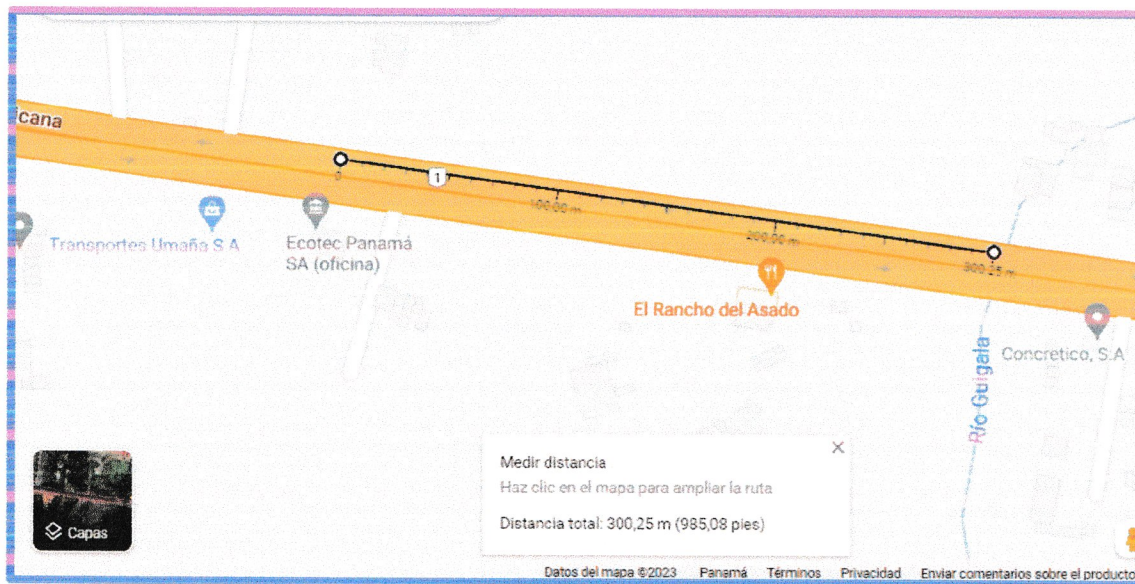 icana
0
1
100.00 m
200.00 m
300.25 m
Transportes Umaña S A
Ecotec Panamá
SA (oficina)
El Rancho del Asado
Concretico, S.A
Río Guigala
Medir distancia
Haz clic en el mapa para ampliar la ruta
Distancia total: 300,25 m (985,08 pies)
Capas
Datos del mapa ©2023 Panamá Términos Privacidad Enviar comentarios sobre el producto